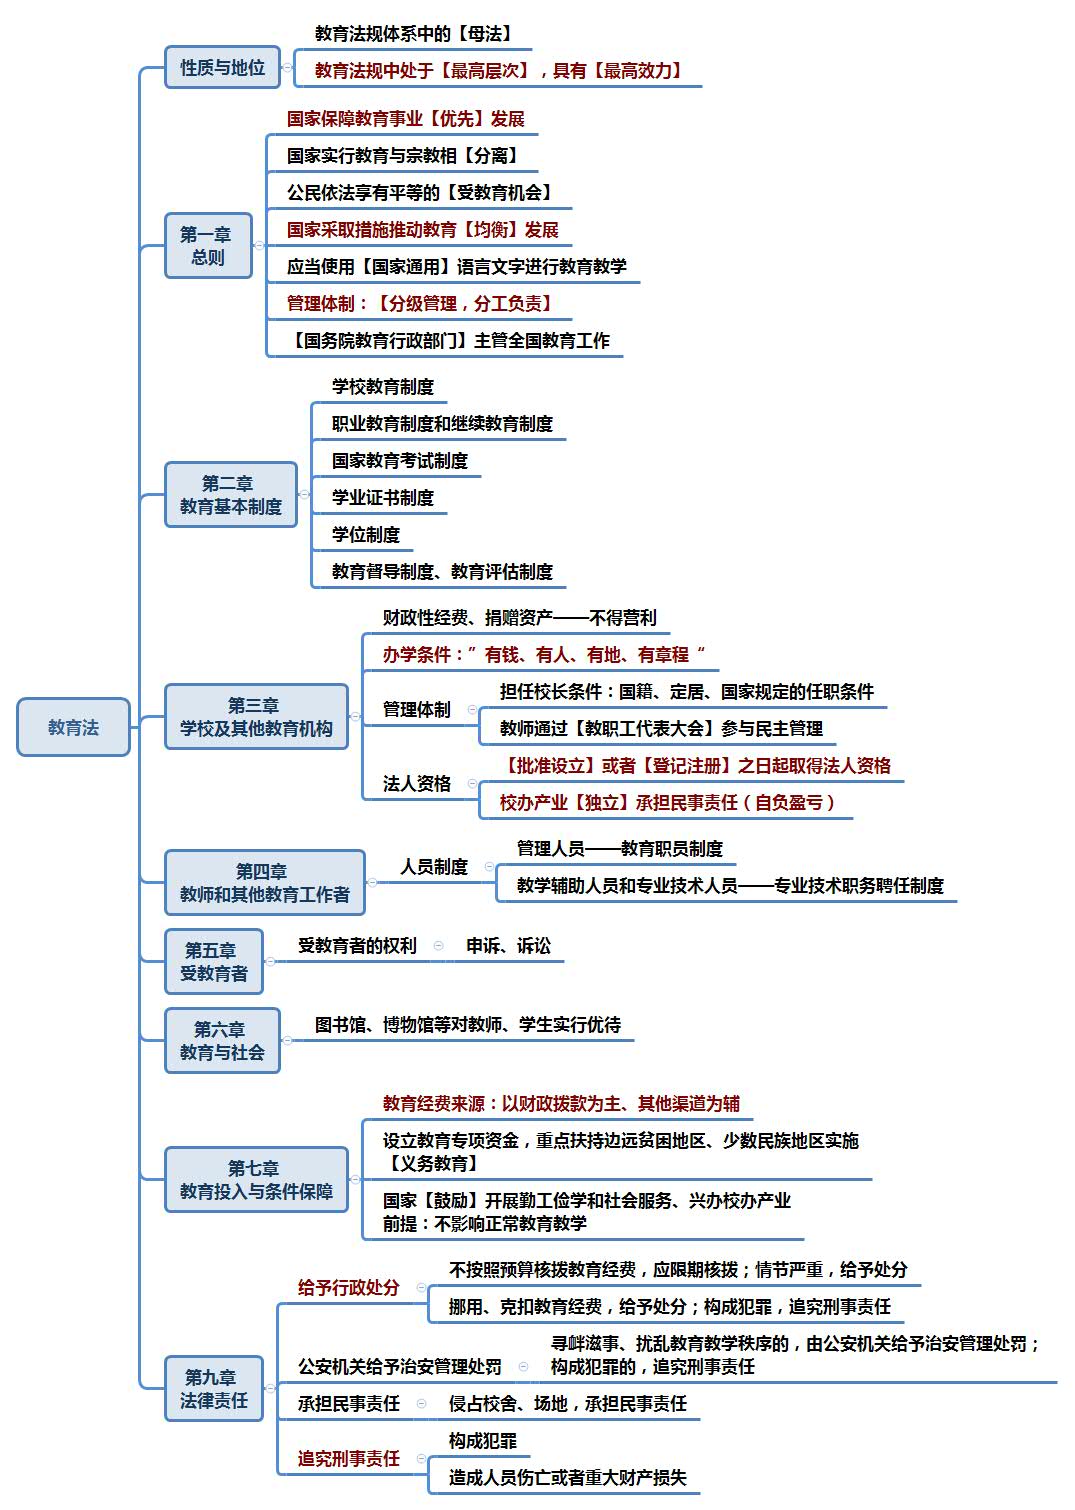 教育法
性质与地位
教育法规体系中的【母法】
教育法规中处于【最高层次】，具有【最高效力】
第一章
总则
国家保障教育事业【优先】发展
国家实行教育与宗教相【分离】
公民依法享有平等的【受教育机会】
国家采取措施推动教育【均衡】发展
应当使用【国家通用】语言文字进行教育教学
管理体制：【分级管理，分工负责】
【国务院教育行政部门】主管全国教育工作
第二章
教育基本制度
学校教育制度
职业教育制度和继续教育制度
国家教育考试制度
学业证书制度
学位制度
教育督导制度、教育评估制度
第三章
学校及其他教育机构
财政性经费、捐赠资产——不得营利
办学条件：”有钱、有人、有地、有章程“
管理体制
担任校长条件：国籍、定居、国家规定的任职条件
教师通过【教职工代表大会】参与民主管理
法人资格
【批准设立】或者【登记注册】之日起取得法人资格
校办产业【独立】承担民事责任（自负盈亏）
第四章
教师和其他教育工作者
人员制度
管理人员——教育职员制度
教学辅助人员和专业技术人员——专业技术职务聘任制度
第五章
受教育者
受教育者的权利
申诉、诉讼
第六章
教育与社会
图书馆、博物馆等对教师、学生实行优待
第七章
教育投入与条件保障
教育经费来源：以财政拨款为主、其他渠道为辅
设立教育专项资金，重点扶持边远贫困地区、少数民族地区实施
【义务教育】
国家【鼓励】开展勤工俭学和社会服务、兴办校办产业
前提：不影响正常教育教学
第九章
法律责任
给予行政处分
不按照预算核拨教育经费，应限期核拨；情节严重，给予处分
挪用、克扣教育经费，给予处分；构成犯罪，追究刑事责任
公安机关给予治安管理处罚
寻衅滋事、扰乱教育教学秩序的，由公安机关给予治安管理处罚；
构成犯罪的，追究刑事责任
承担民事责任
侵占校舍、场地，承担民事责任
追究刑事责任
构成犯罪
造成人员伤亡或者重大财产损失